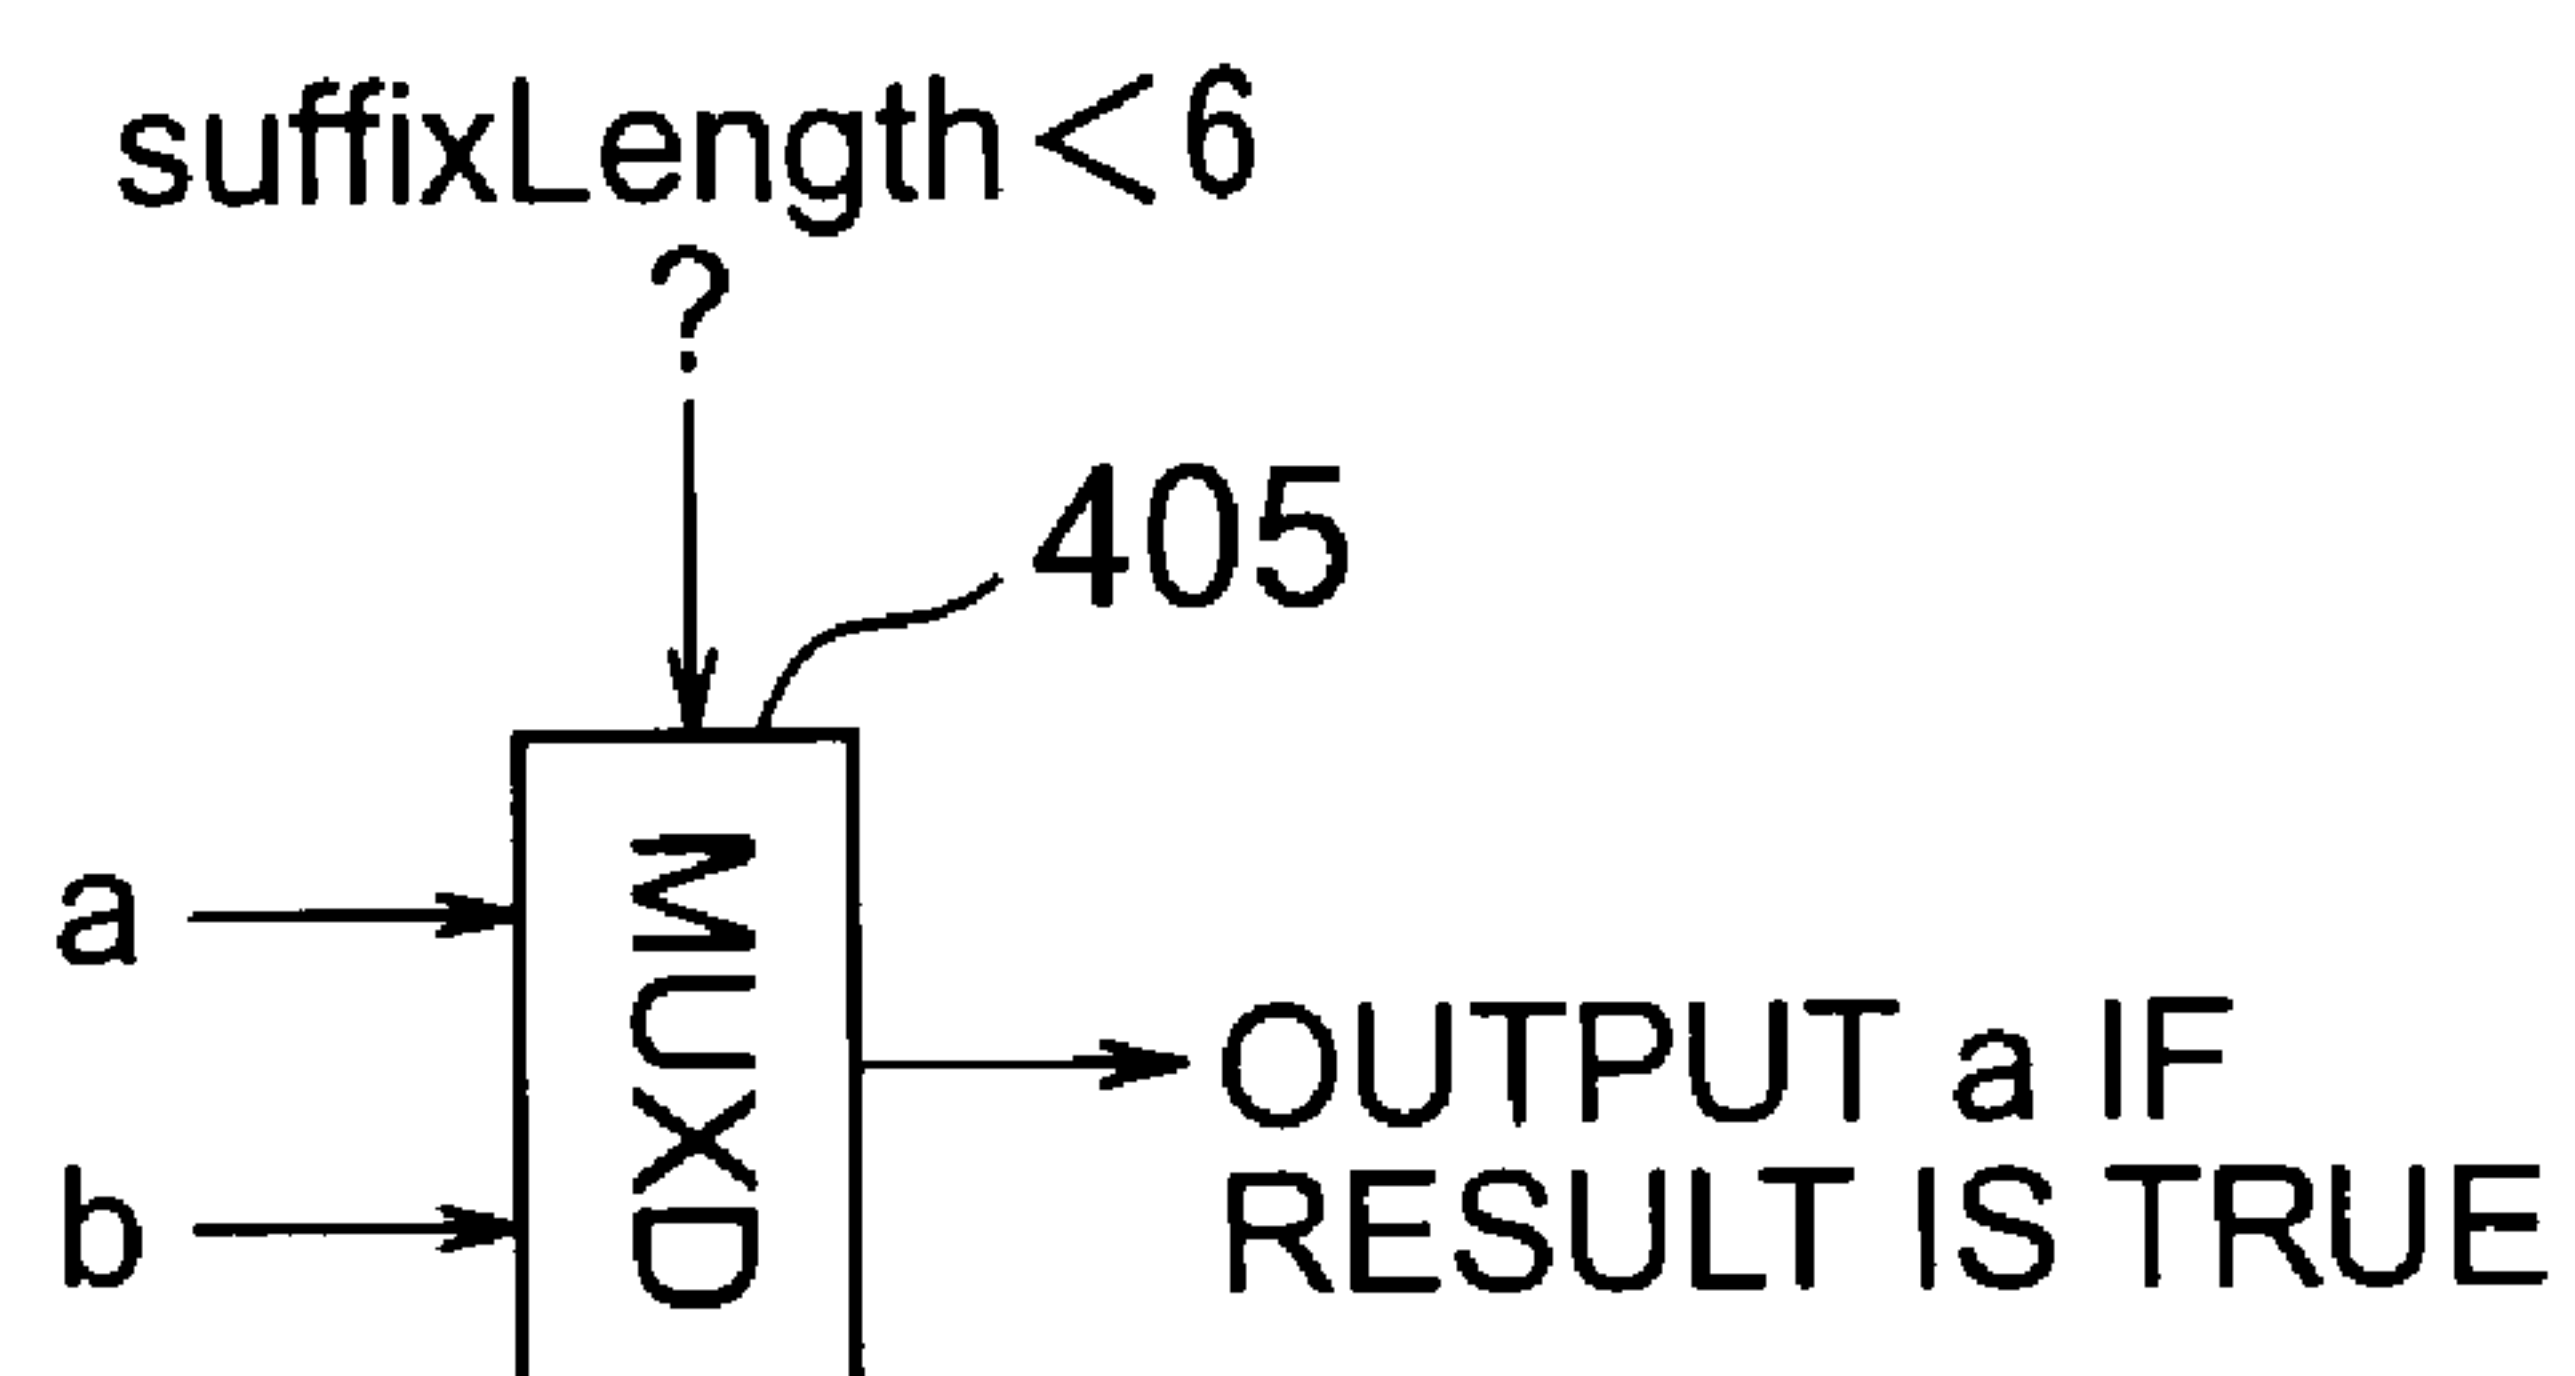 suffixLength<6
?
405
a
MUXD
b
OUTPUT a IF
RESULT IS TRUE